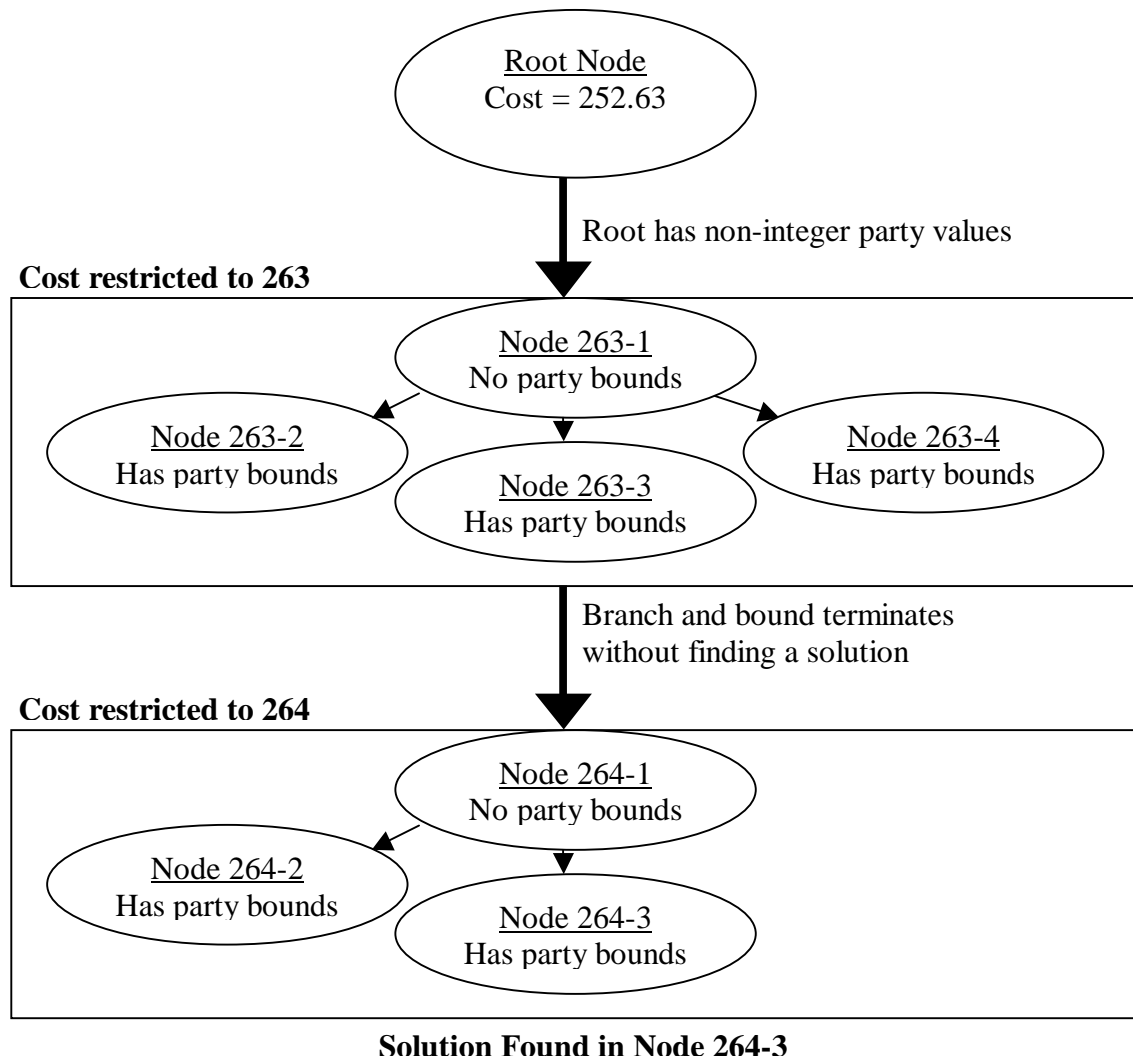 Root Node
Cost = 252.63
Root has non-integer party values
Cost restricted to 263
Node 263-1
No party bounds
Node 263-2
Has party bounds
Node 263-3
Has party bounds
Node 263-4
Has party bounds
Branch and bound terminates
without finding a solution
Cost restricted to 264
Node 264-1
No party bounds
Node 264-2
Has party bounds
Node 264-3
Has party bounds
Solution Found in Node 264-3